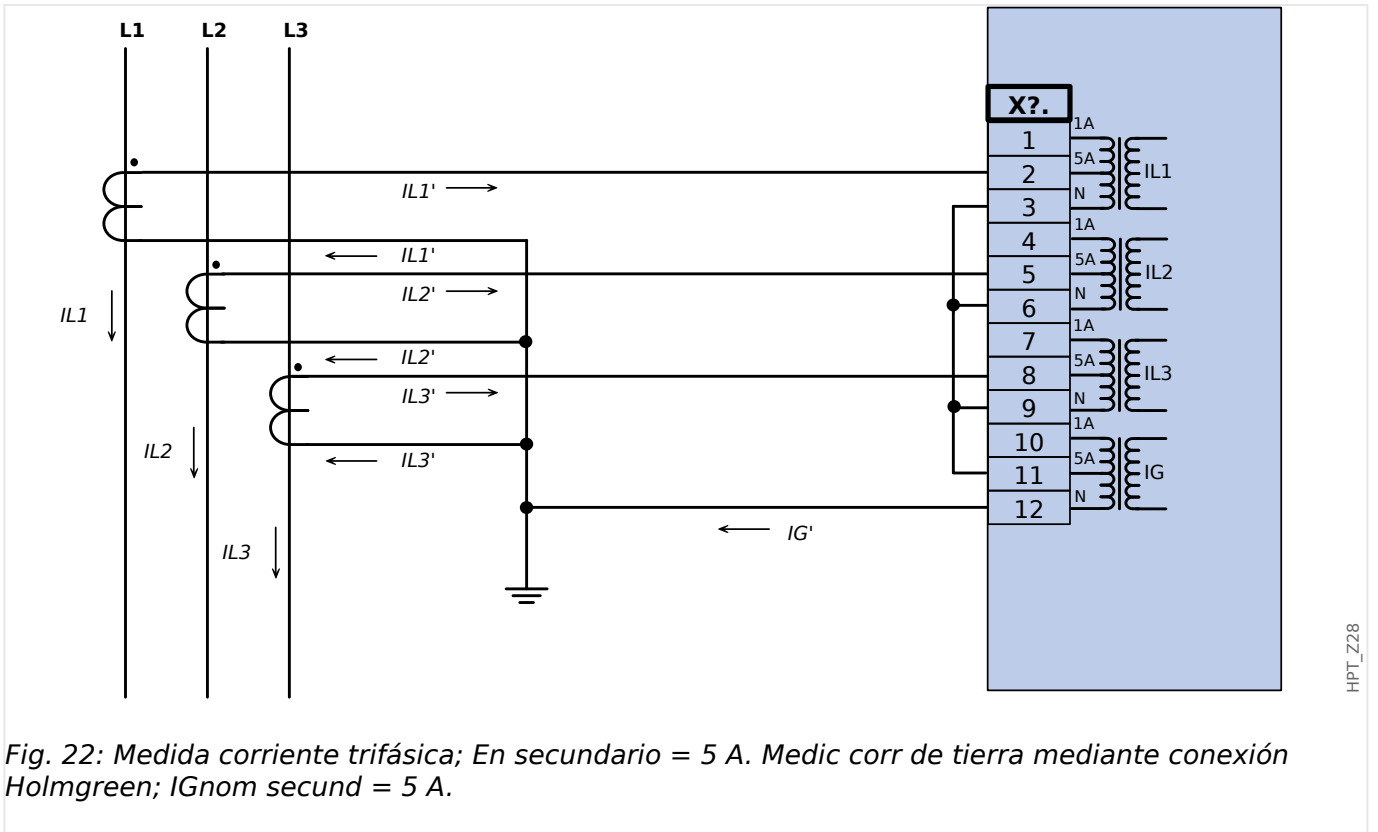 L1 L2 L3
X?.
1 1A
2 5A IL1
3 N
4 1A
5 5A IL2
6 N
7 1A
8 5A IL3
9 N
10 1A
11 5A IG
12 N
IL1'
IL1'
IL2'
IL1
IL2'
IL3'
IL2
IL3'
IG'
IL3
HPT_Z28
Fig. 22: Medida corriente trifásica; En secundario = 5 A. Medic corr de tierra mediante conexión
Holmgreen; IGnom secund = 5 A.